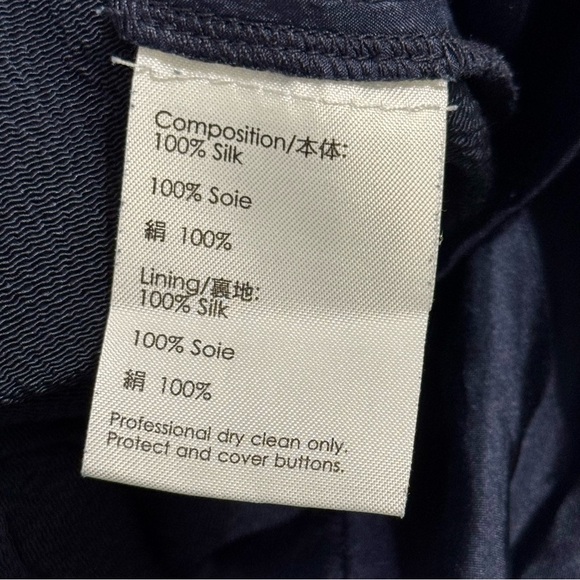 Composition/本体:
100% Silk
100% Soie
絹 100%
Lining/裏地:
100% Silk
100% Soie
絹 100%
Professional dry clean only.
Protect and cover buttons.